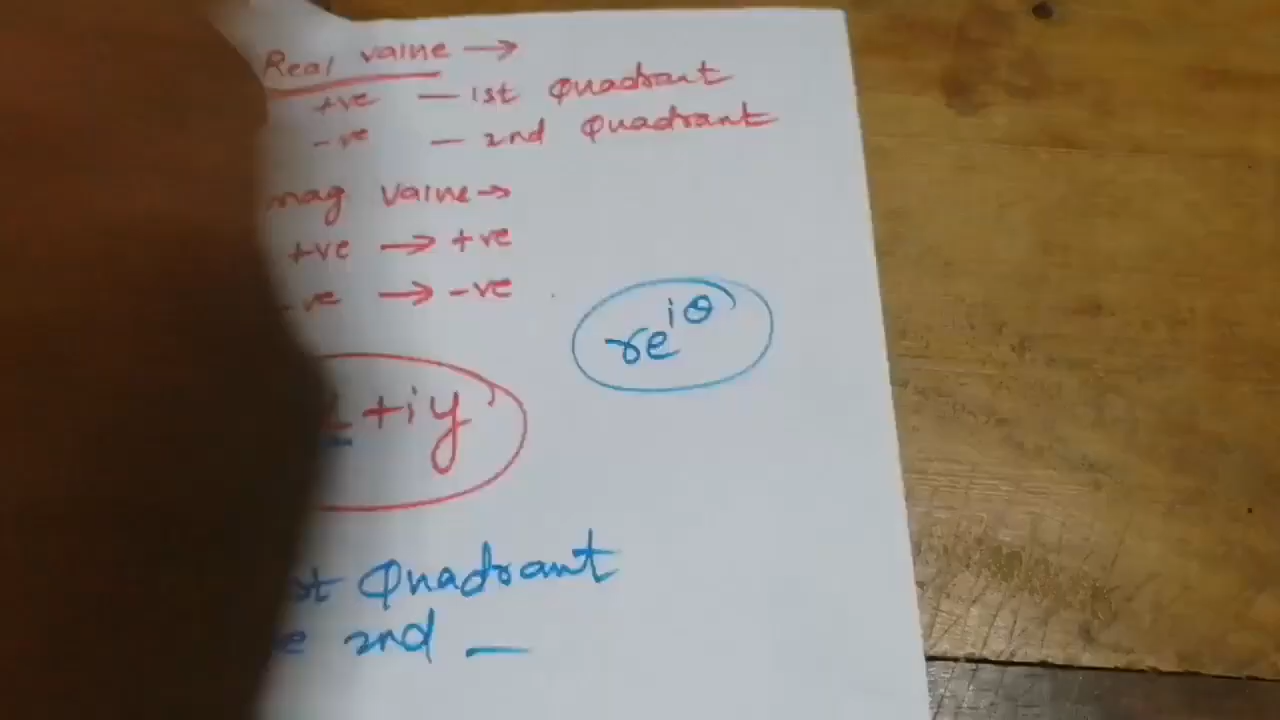 Real value →
+ve — 1st Quadrant
-ve — 2nd Quadrant
mag value →
+ve → +ve
-ve → -ve
re^{iθ}
+iy
st Quadrant
e 2nd —